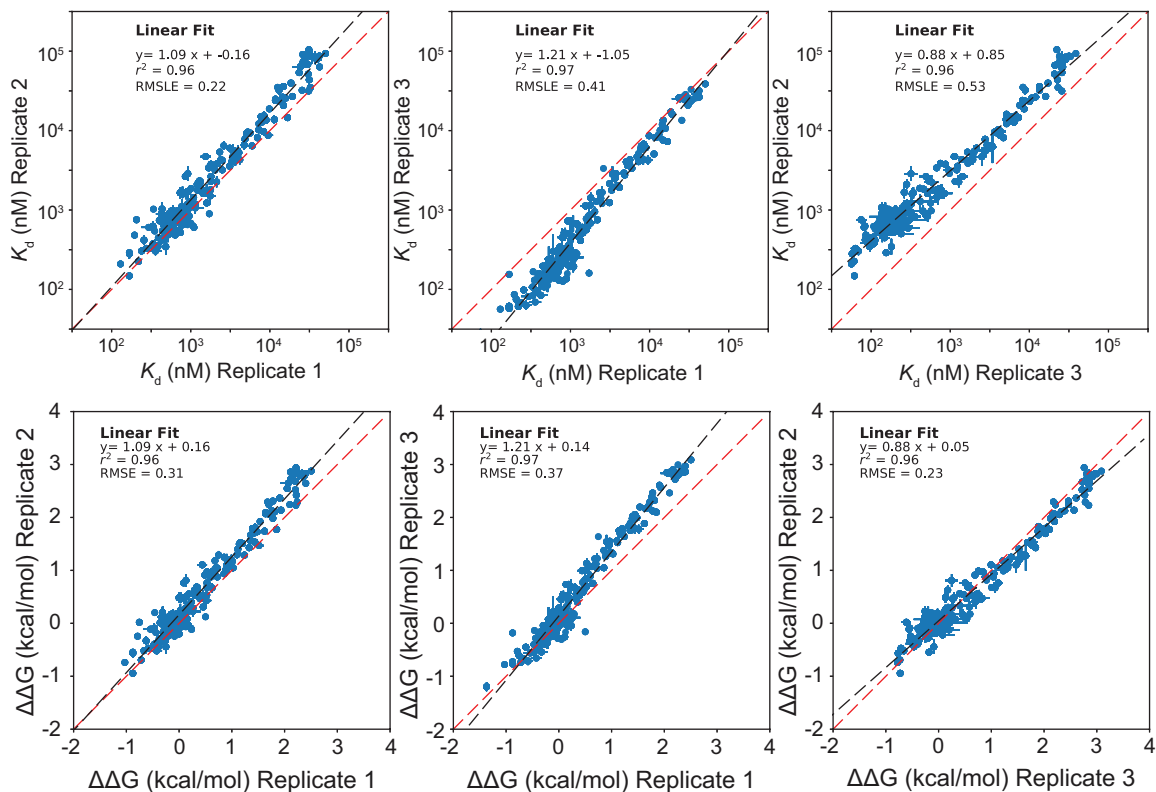 Linear Fit
y= 1.09 x + -0.16
r² = 0.96
RMSLE = 0.22
10⁵
10⁴
10³
10²
K_d (nM) Replicate 2
10² 10³ 10⁴ 10⁵
K_d (nM) Replicate 1
Linear Fit
y= 1.21 x + -1.05
r² = 0.97
RMSLE = 0.41
10⁵
10⁴
10³
10²
K_d (nM) Replicate 3
10² 10³ 10⁴ 10⁵
K_d (nM) Replicate 1
Linear Fit
y= 0.88 x + 0.85
r² = 0.96
RMSLE = 0.53
10⁵
10⁴
10³
10²
K_d (nM) Replicate 2
10² 10³ 10⁴ 10⁵
K_d (nM) Replicate 3
Linear Fit
y= 1.09 x + 0.16
r² = 0.96
RMSE = 0.31
4
3
2
1
0
-1
-2
ΔΔG (kcal/mol) Replicate 2
-2 -1 0 1 2 3 4
ΔΔG (kcal/mol) Replicate 1
Linear Fit
y= 1.21 x + 0.14
r² = 0.97
RMSE = 0.37
4
3
2
1
0
-1
-2
ΔΔG (kcal/mol) Replicate 3
-2 -1 0 1 2 3 4
ΔΔG (kcal/mol) Replicate 1
Linear Fit
y= 0.88 x + 0.05
r² = 0.96
RMSE = 0.23
4
3
2
1
0
-1
-2
ΔΔG (kcal/mol) Replicate 2
-2 -1 0 1 2 3 4
ΔΔG (kcal/mol) Replicate 3